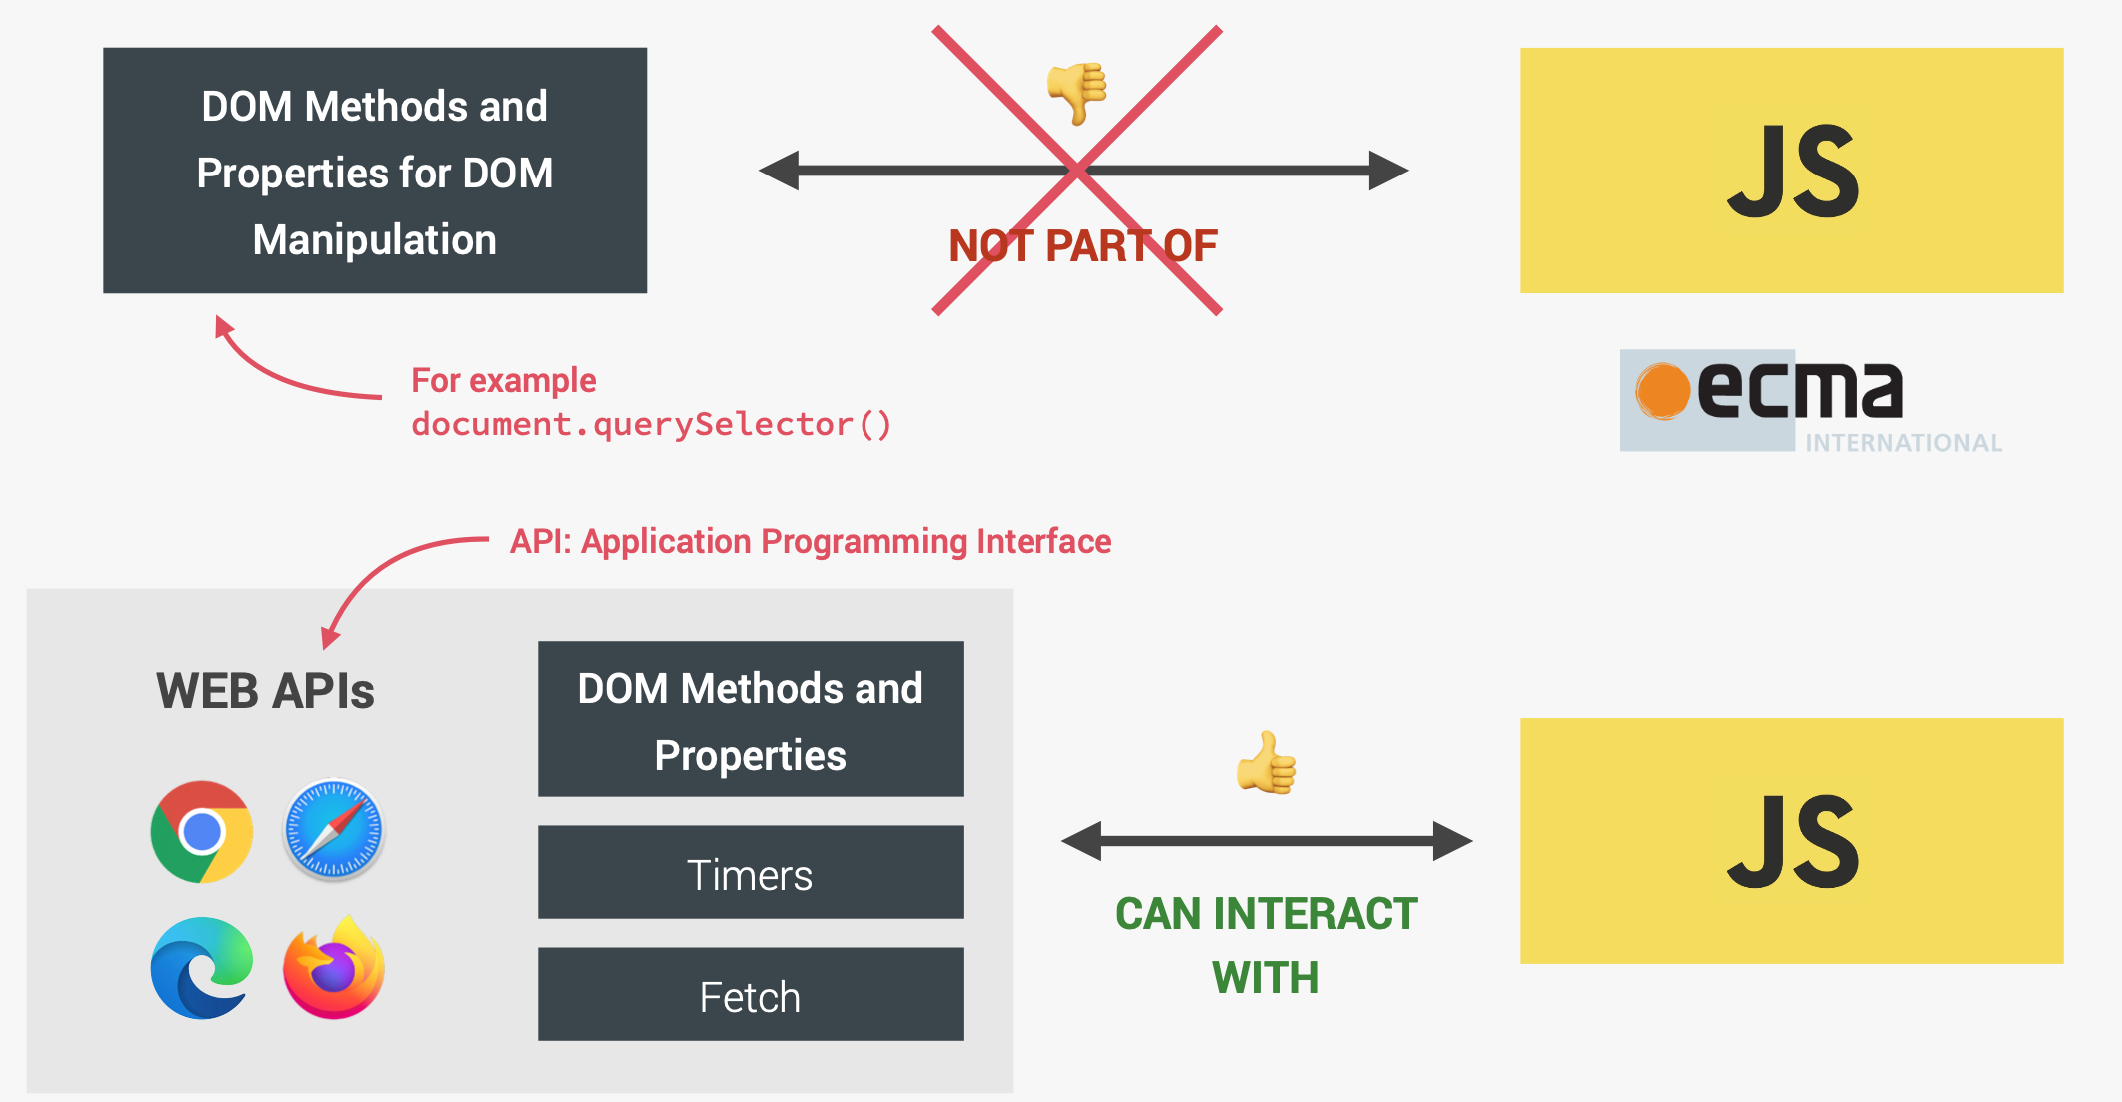 DOM Methods and
Properties for DOM
Manipulation
NOT PART OF
JS
For example
document.querySelector()
ecma
INTERNATIONAL
API: Application Programming Interface
WEB APIs
DOM Methods and
Properties
Timers
Fetch
CAN INTERACT
WITH
JS